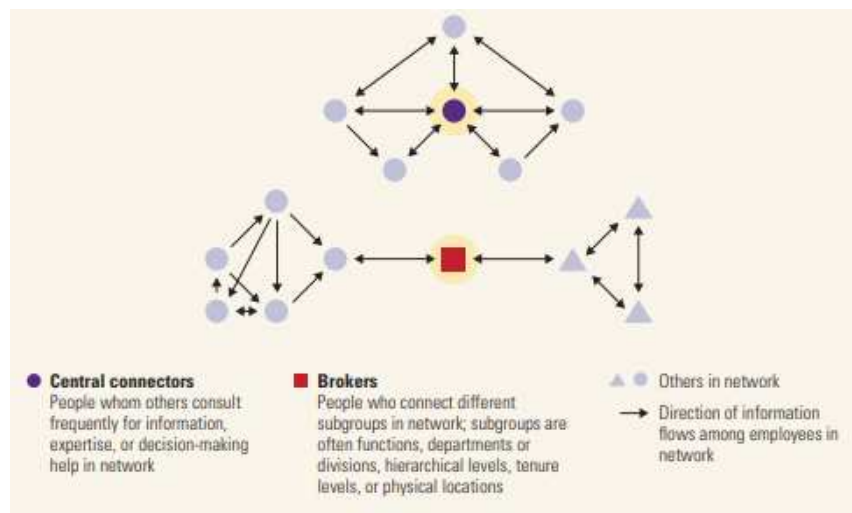 Central connectors
People whom others consult
frequently for information,
expertise, or decision-making
help in network
Brokers
People who connect different
subgroups in network; subgroups are
often functions, departments or
divisions, hierarchical levels, tenure
levels, or physical locations
Others in network
Direction of information
flows among employees in
network